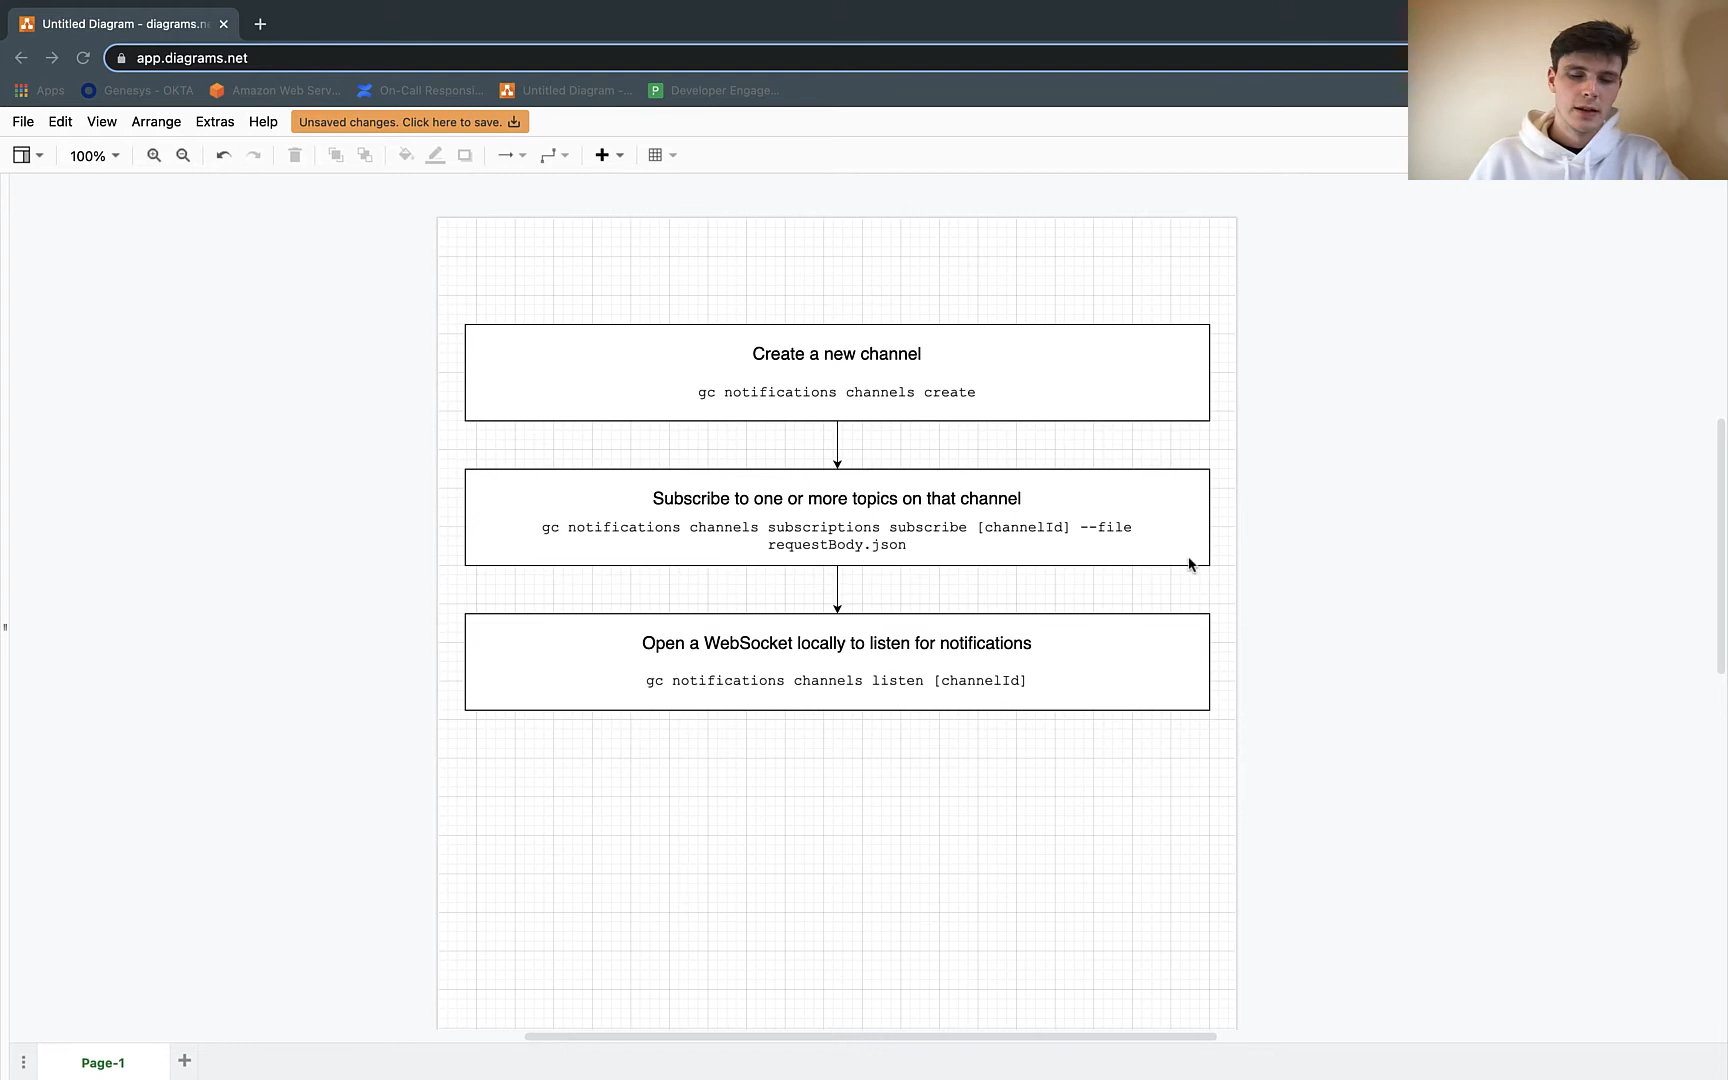 Untitled Diagram - diagrams.n
app.diagrams.net
Apps
Genesys - OKTA
Amazon Web Serv...
On-Call Responsi...
Untitled Diagram -...
Developer Engage...
File Edit View Arrange Extras Help Unsaved changes. Click here to save.
100%
Create a new channel
gc notifications channels create
Subscribe to one or more topics on that channel
gc notifications channels subscriptions subscribe [channelId] --file
requestBody.json
Open a WebSocket locally to listen for notifications
gc notifications channels listen [channelId]
Page-1